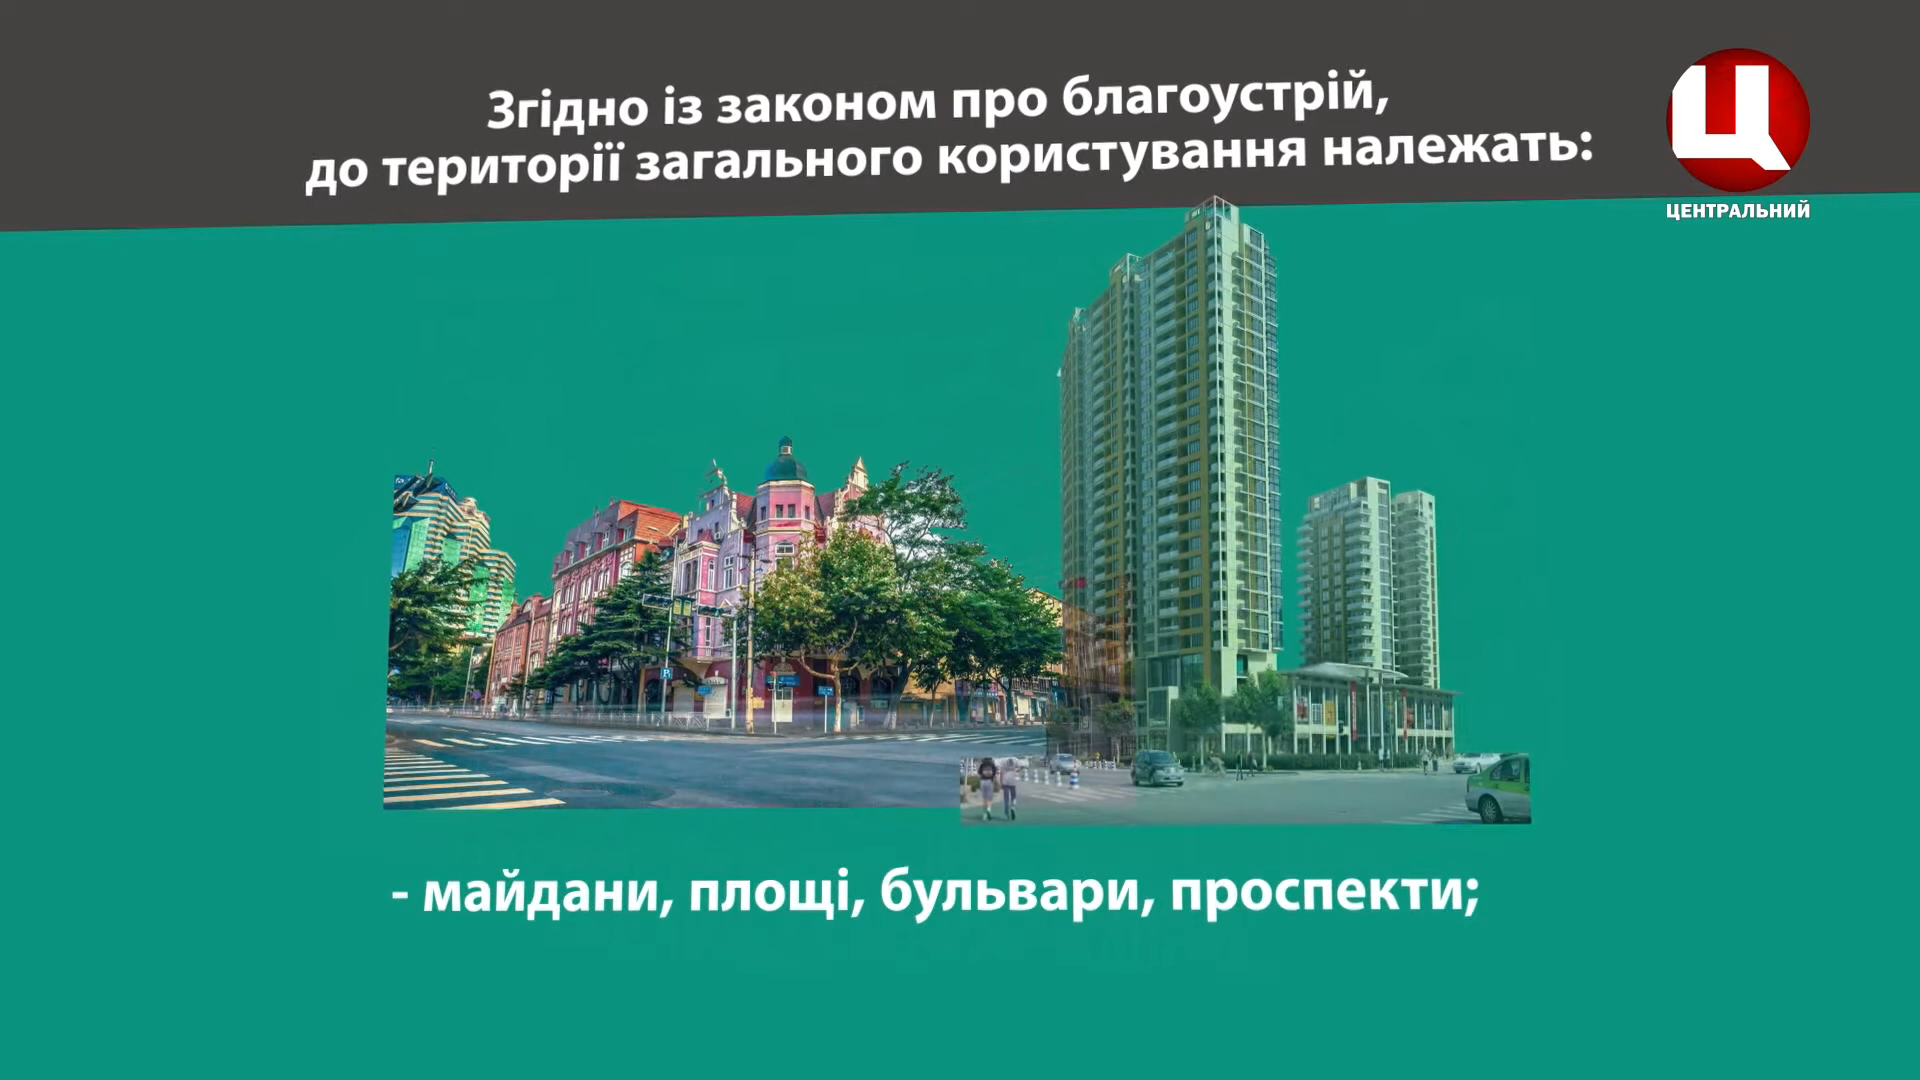 Згідно із законом про благоустрій,
до території загального користування належать:
Ц
ЦЕНТРАЛЬНИЙ
- майдани, площі, бульвари, проспекти;